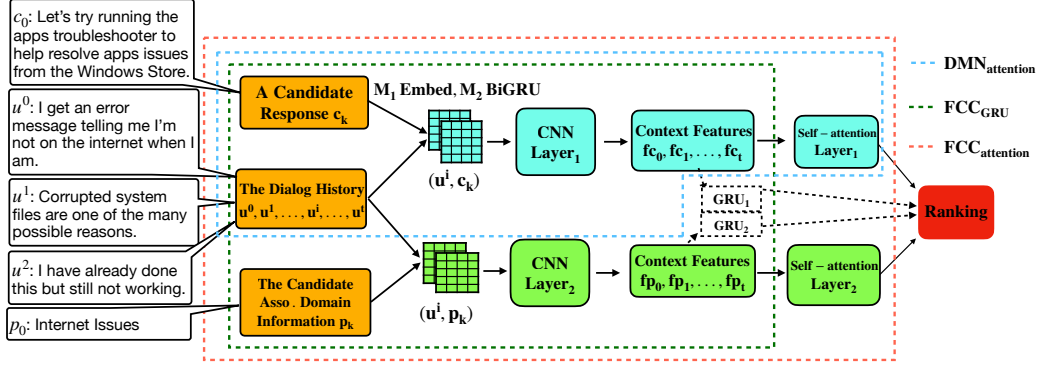 c0: Let's try running the
apps troubleshooter to
help resolve apps issues
from the Windows Store.
u0: I get an error
message telling me I'm
not on the internet when I
am.
u1: Corrupted system
files are one of the many
possible reasons.
u2: I have already done
this but still not working.
p0: Internet Issues
A Candidate
Response ck
The Dialog History
u0, u1, . . . , ui, . . . , ut
The Candidate
Asso . Domain
Information pk
M1 Embed, M2 BiGRU
(ui, ck)
(ui, pk)
CNN
Layer1
CNN
Layer2
Context Features
fc0, fc1, . . . , fct
Context Features
fp0, fp1, . . . , fpt
GRU1
GRU2
Self − attention
Layer1
Self − attention
Layer2
Ranking
DMNattention
FCCGRU
FCCattention